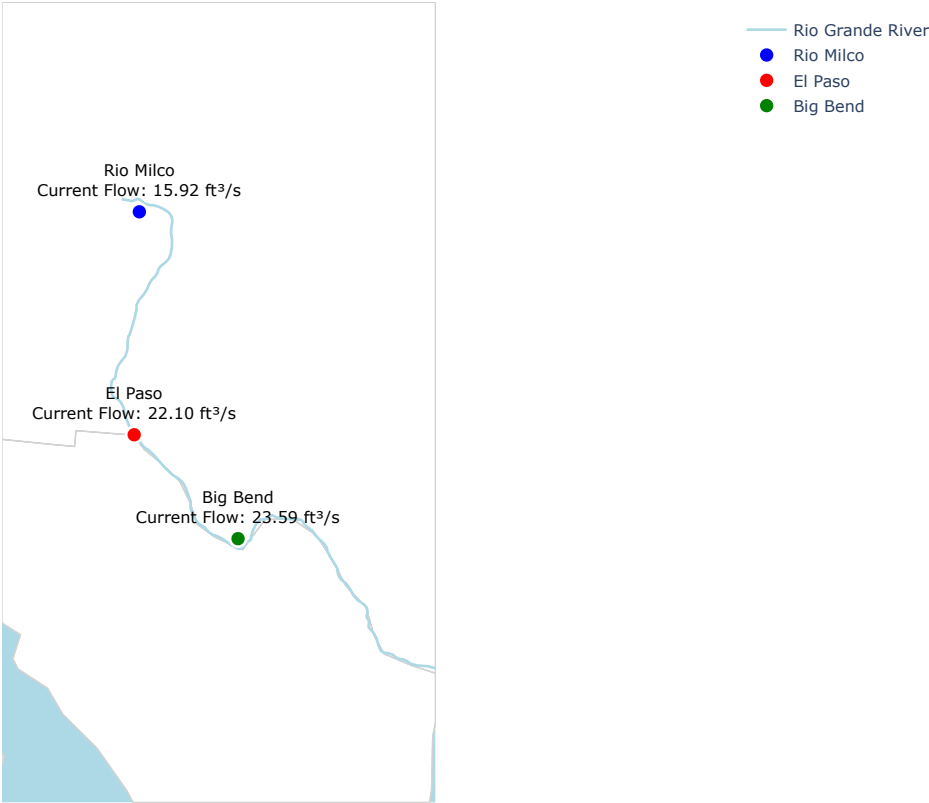 Rio Grande River
Rio Milco
El Paso
Big Bend
Rio Milco
Current Flow: 15.92 ft³/s
El Paso
Current Flow: 22.10 ft³/s
Big Bend
Current Flow: 23.59 ft³/s